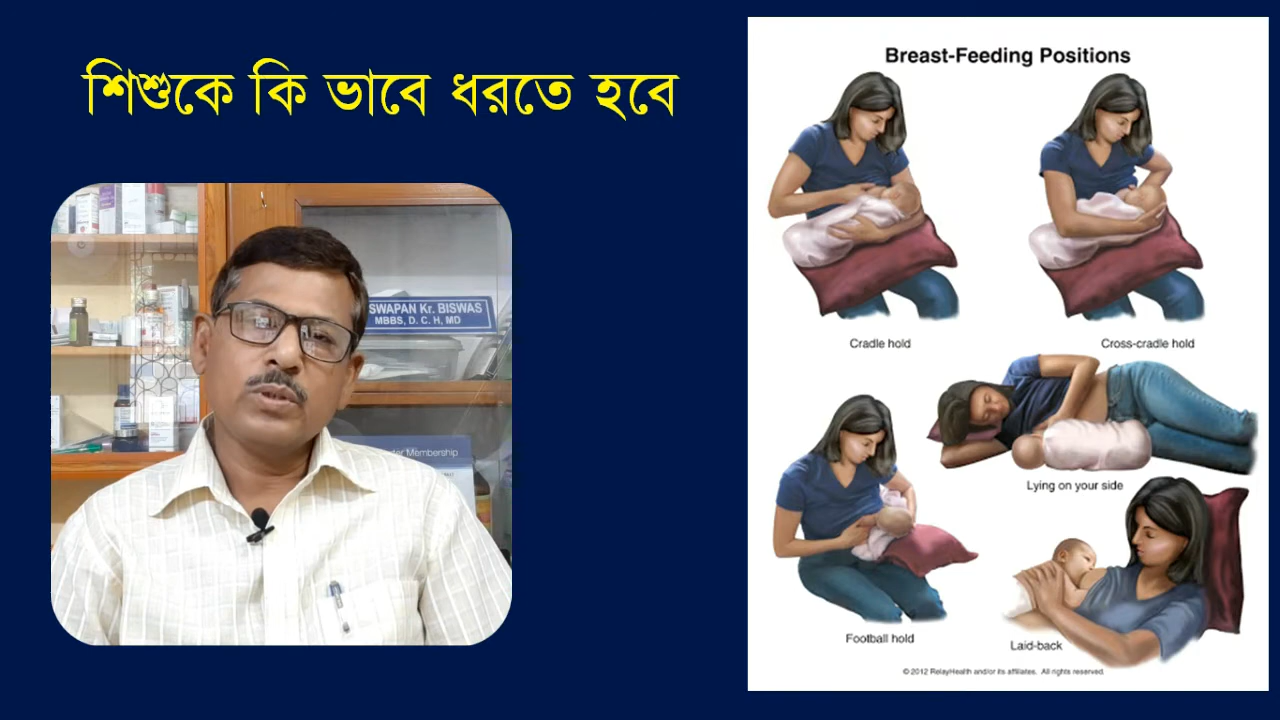 শিশুকে কি ভাবে ধরতে হবে
SWAPAN Kr. BISWAS
MBBS, D. C. H, MD
Membership
Breast-Feeding Positions
Cradle hold
Cross-cradle hold
Lying on your side
Football hold
Laid-back
© 2012 RelayHealth and/or its affiliates. All rights reserved.